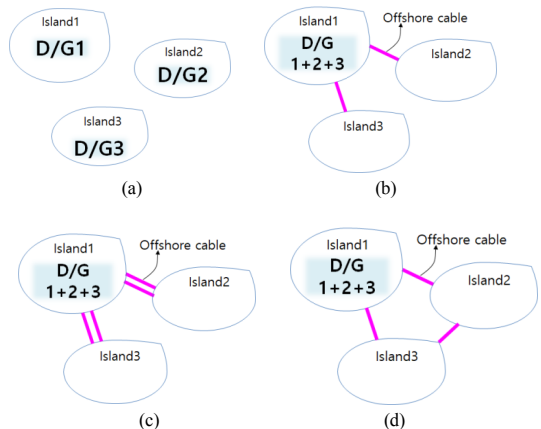 Island1
D/G1
Island2
D/G2
Island3
D/G3
(a)
Offshore cable
Island1
D/G
1+2+3
Island2
Island3
(b)
Offshore cable
Island1
D/G
1+2+3
Island2
Island3
(c)
Offshore cable
Island1
D/G
1+2+3
Island2
Island3
(d)